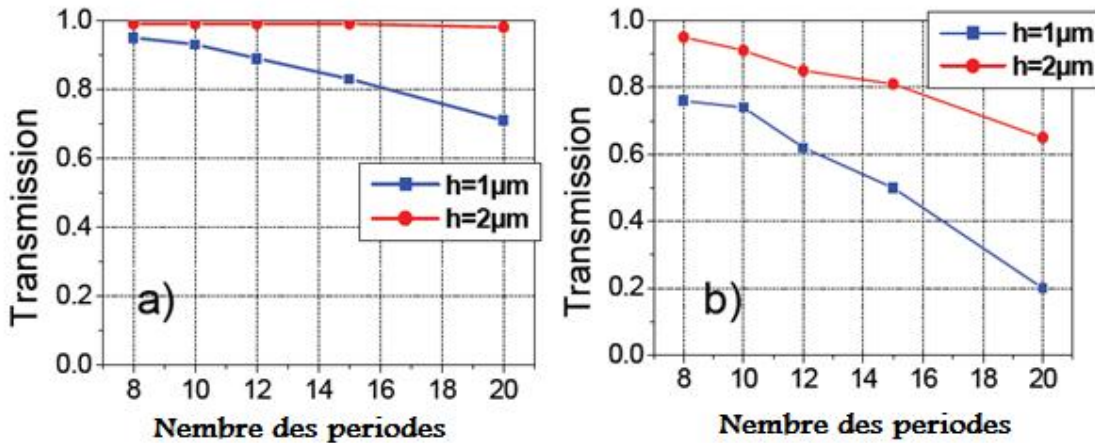 Transmission
1.0
0.8
0.6
0.4
0.2
0.0
h=1µm
h=2µm
a)
8 10 12 14 16 18 20
Nembre des periodes
Transmission
1.0
0.8
0.6
0.4
0.2
0.0
h=1µm
h=2µm
b)
8 10 12 14 16 18 20
Nembre des periodes